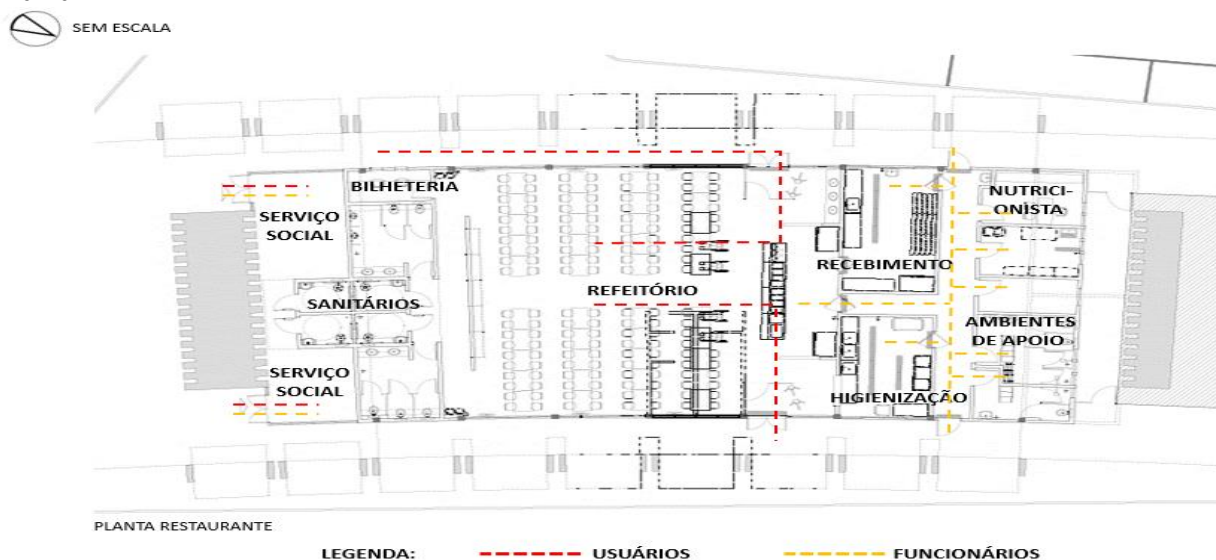 SEM ESCALA
BILHETERIA
NUTRICI-
ONISTA
SERVIÇO
SOCIAL
RECEBIMENTO
REFEITÓRIO
SANITÁRIOS
AMBIENTES
DE APOIO
SERVIÇO
SOCIAL
HIGIENIZAÇÃO
PLANTA RESTAURANTE
LEGENDA: USUÁRIOS FUNCIONÁRIOS